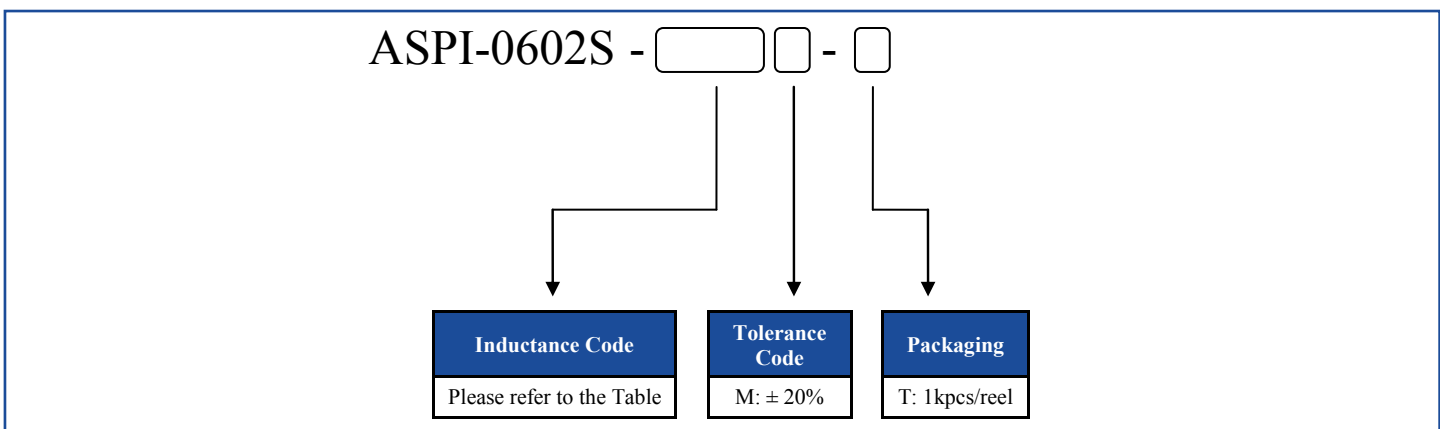 ASPI-0602S - -
Inductance Code
Please refer to the Table
Tolerance
Code
M: ± 20%
Packaging
T: 1kpcs/reel